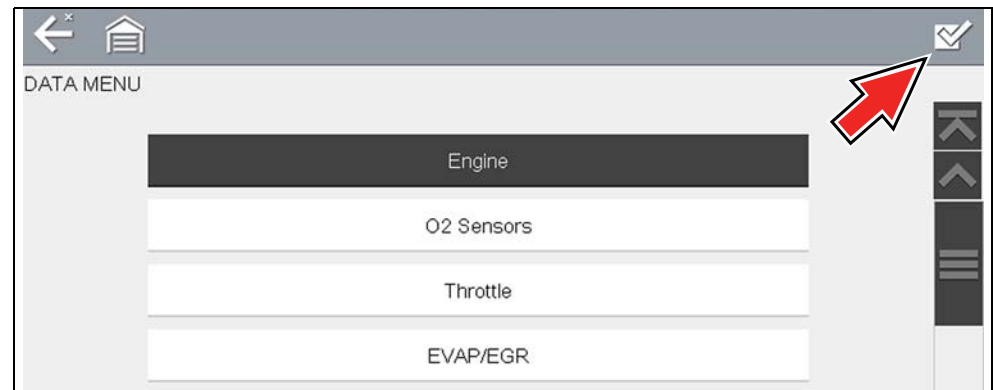 DATA MENU
Engine
O2 Sensors
Throttle
EVAP/EGR